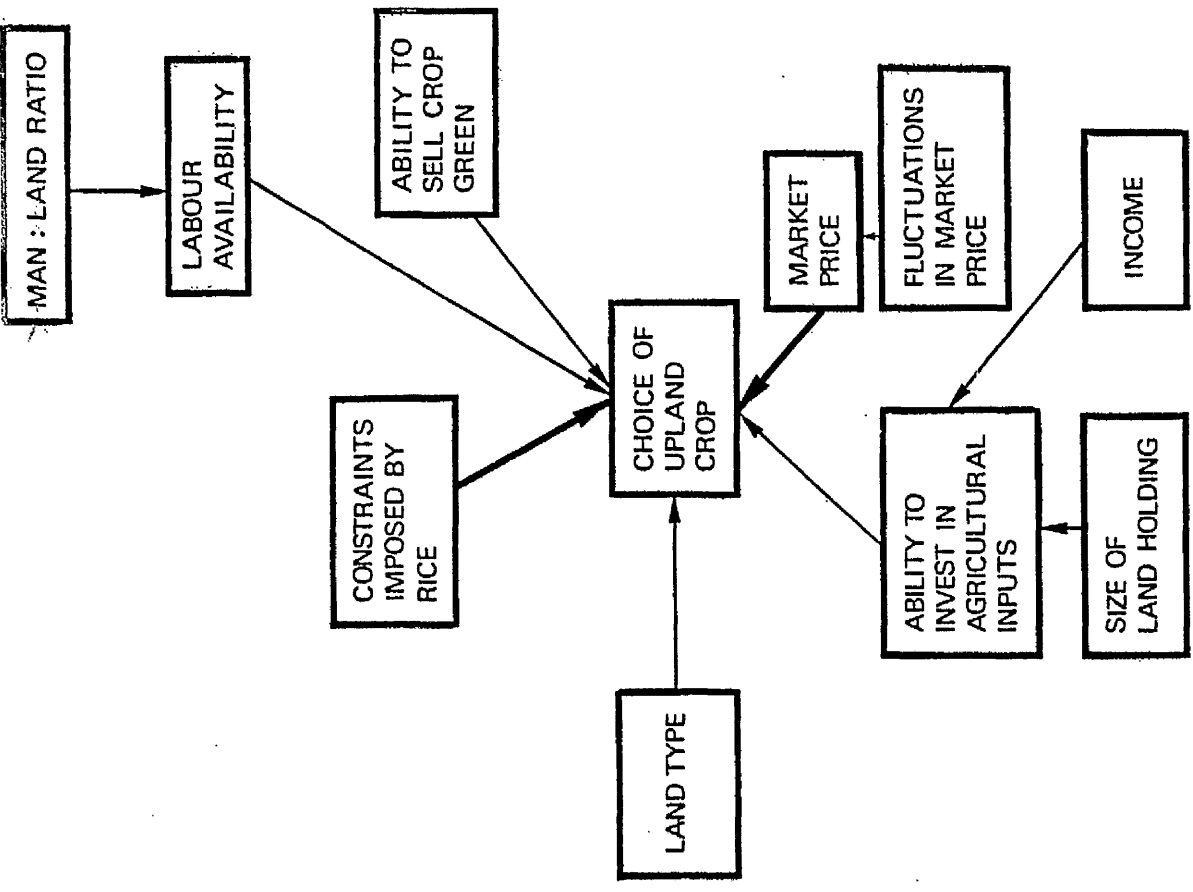 MAN : LAND RATIO
LABOUR
AVAILABILITY
ABILITY TO
SELL CROP
GREEN
CONSTRAINTS
IMPOSED BY
RICE
CHOICE OF
UPLAND
CROP
MARKET
PRICE
FLUCTUATIONS
IN MARKET
PRICE
LAND TYPE
ABILITY TO
INVEST IN
AGRICULTURAL
INPUTS
INCOME
SIZE OF
LAND HOLDING